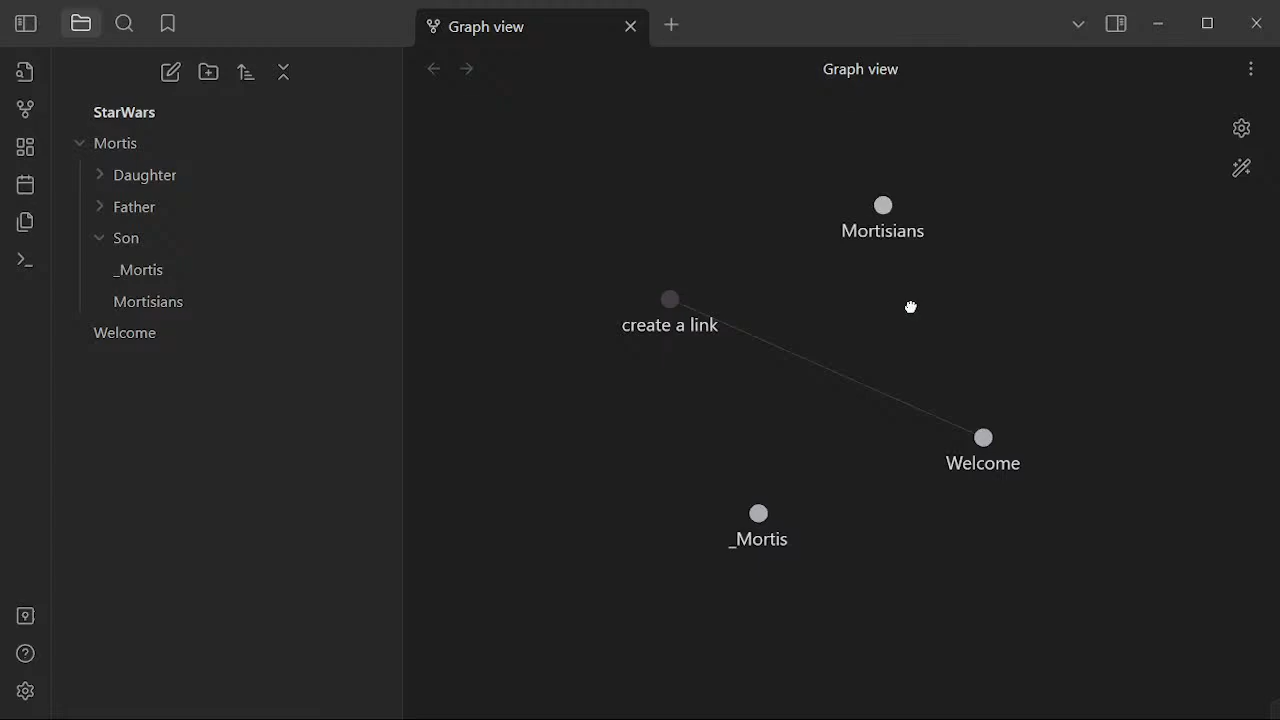 Graph view
Graph view
StarWars
Mortis
Daughter
Father
Son
_Mortis
Mortisians
Welcome
Mortisians
create a link
Welcome
_Mortis